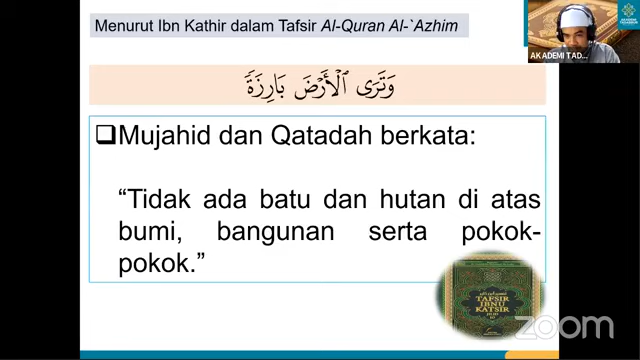 Menurut Ibn Kathir dalam Tafsir Al-Quran Al-`Azhim
AKADEMI TAD...
وَتَرَى ٱلْأَرْضَ بَارِزَةً
❑Mujahid dan Qatadah berkata:
“Tidak ada batu dan hutan di atas
bumi, bangunan serta pokok-
pokok.”
TAFSIR
IBNU
KATSIR
zoom